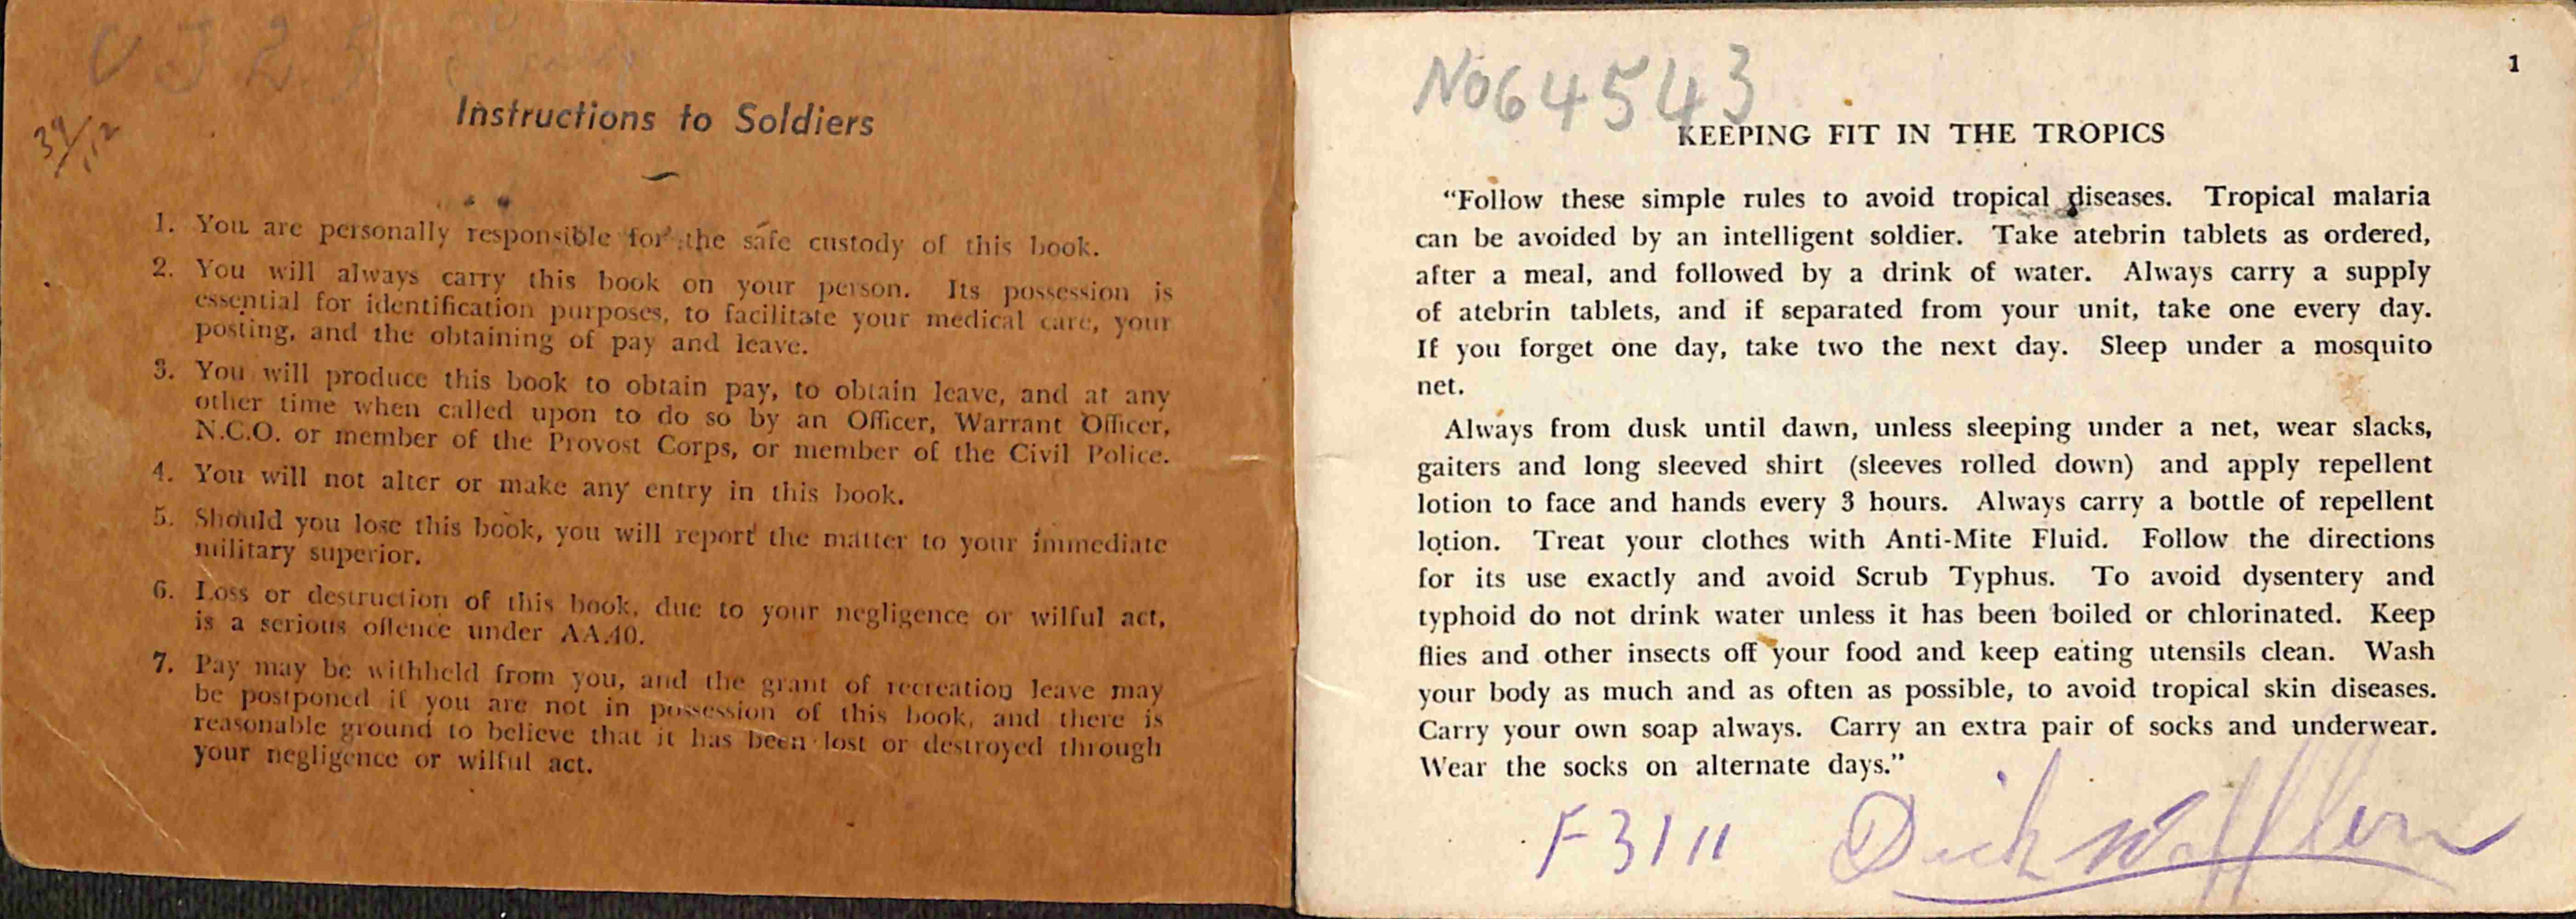 Instructions to Soldiers
1. You are personally responsible for the safe custody of this book.
2. You will always carry this book on your person. Its possession is
essential for identification purposes, to facilitate your medical care, your
posting, and the obtaining of pay and leave.
3. You will produce this book to obtain pay, to obtain leave, and at any
other time when called upon to do so by an Officer, Warrant Officer,
N.C.O. or member of the Provost Corps, or member of the Civil Police.
4. You will not alter or make any entry in this book.
5. Should you lose this book, you will report the matter to your immediate
military superior.
6. Loss or destruction of this book, due to your negligence or wilful act,
is a serious offence under AA.40.
7. Pay may be withheld from you, and the grant of recreation leave may
be postponed if you are not in possession of this book, and there is
reasonable ground to believe that it has been lost or destroyed through
your negligence or wilful act.
1
No 64543
KEEPING FIT IN THE TROPICS
“Follow these simple rules to avoid tropical diseases. Tropical malaria
can be avoided by an intelligent soldier. Take atebrin tablets as ordered,
after a meal, and followed by a drink of water. Always carry a supply
of atebrin tablets, and if separated from your unit, take one every day.
If you forget one day, take two the next day. Sleep under a mosquito
net.
Always from dusk until dawn, unless sleeping under a net, wear slacks,
gaiters and long sleeved shirt (sleeves rolled down) and apply repellent
lotion to face and hands every 3 hours. Always carry a bottle of repellent
lotion. Treat your clothes with Anti-Mite Fluid. Follow the directions
for its use exactly and avoid Scrub Typhus. To avoid dysentery and
typhoid do not drink water unless it has been boiled or chlorinated. Keep
flies and other insects off your food and keep eating utensils clean. Wash
your body as much and as often as possible, to avoid tropical skin diseases.
Carry your own soap always. Carry an extra pair of socks and underwear.
Wear the socks on alternate days.”
F3111 Dick